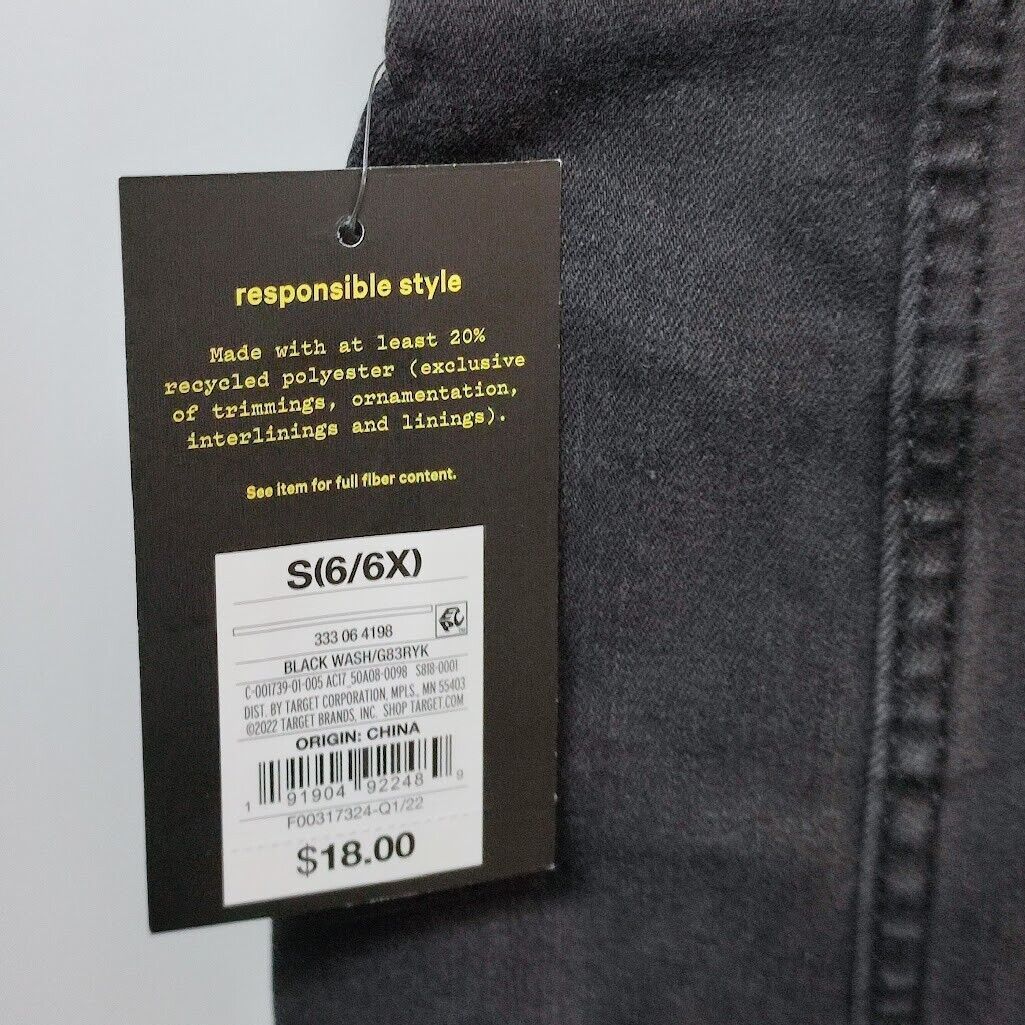 responsible style
Made with at least 20%
recycled polyester (exclusive
of trimmings, ornamentation,
interlinings and linings).
See item for full fiber content.
S(6/6X)
333 06 4198
BLACK WASH/G83RYK
C-001739-01-005 AC17 50A08-0098 S818-0001
DIST. BY TARGET CORPORATION, MPLS., MN 55403
©2022 TARGET BRANDS, INC. SHOP TARGET.COM
ORIGIN: CHINA
1 91904 92248 9
F00317324-Q1/22
$18.00